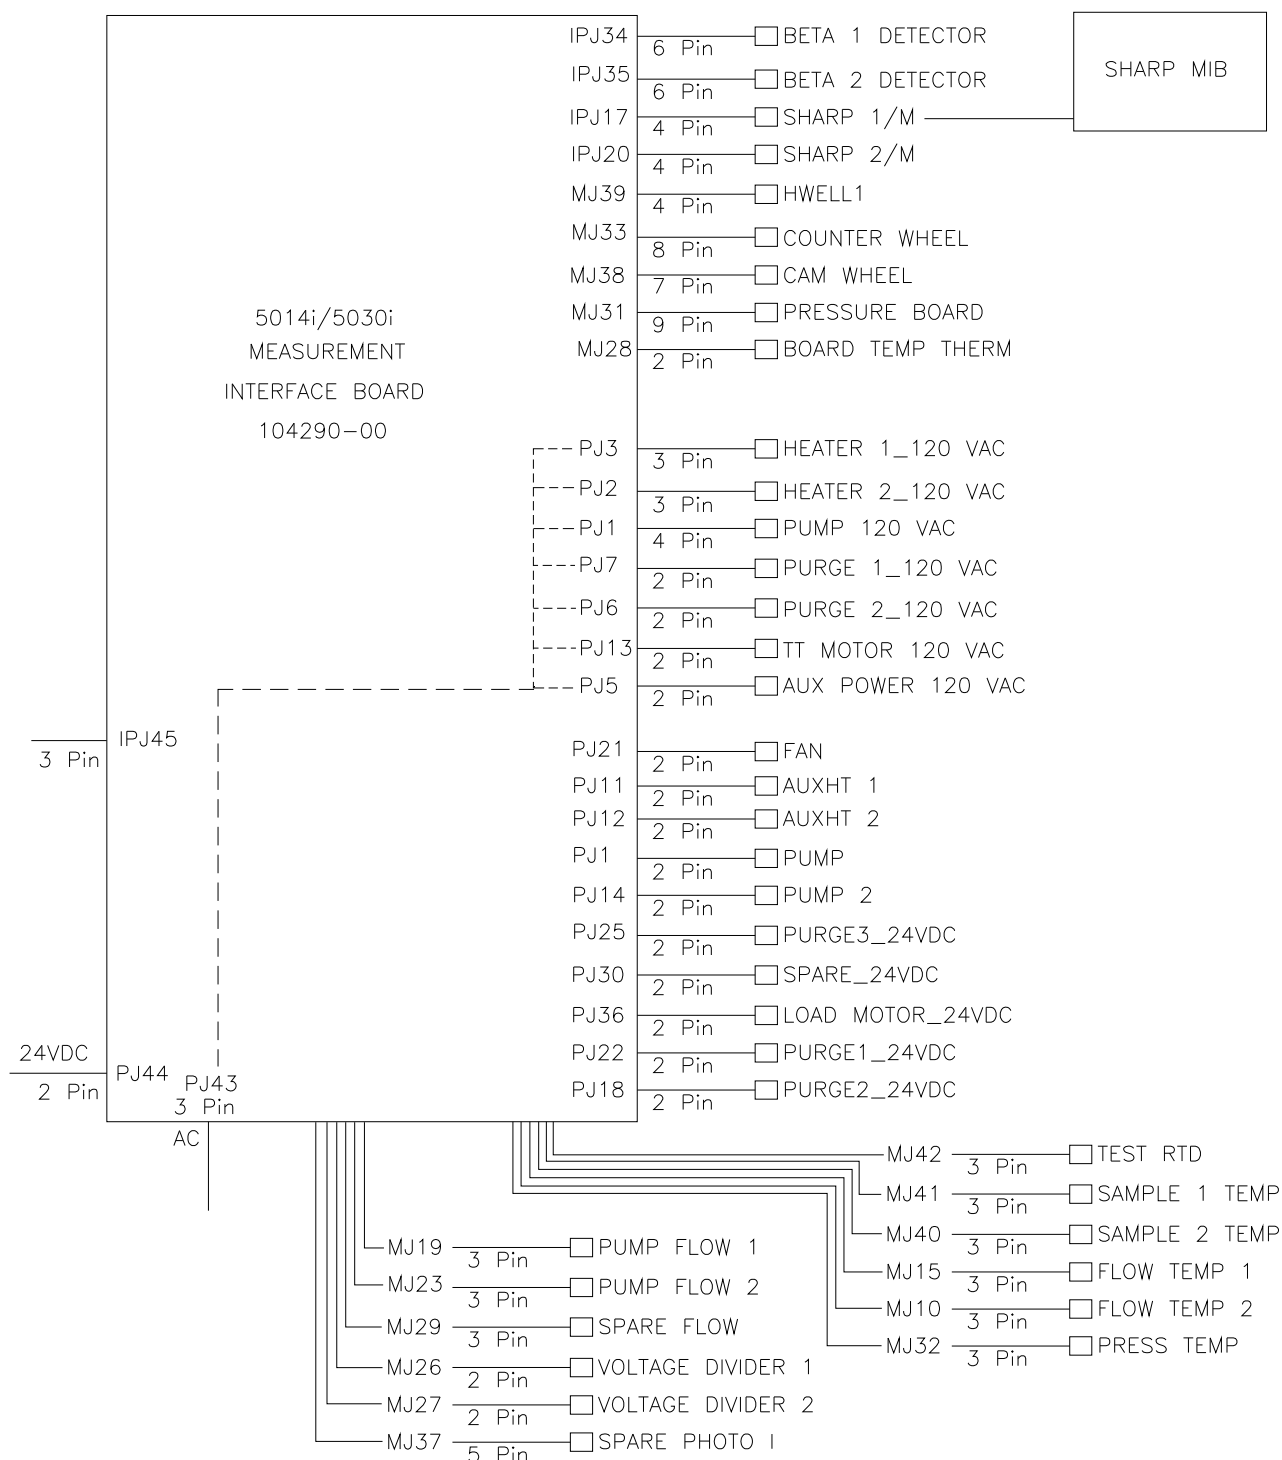 IPJ34 6 Pin BETA 1 DETECTOR
SHARP MIB
IPJ35 6 Pin BETA 2 DETECTOR
IPJ17 4 Pin SHARP 1/M
IPJ20 4 Pin SHARP 2/M
MJ39 4 Pin HWELL1
MJ33 8 Pin COUNTER WHEEL
MJ38 7 Pin CAM WHEEL
MJ31 9 Pin PRESSURE BOARD
MJ28 2 Pin BOARD TEMP THERM
5014i/5030i
MEASUREMENT
INTERFACE BOARD
104290-00
PJ3 3 Pin HEATER 1_120 VAC
PJ2 3 Pin HEATER 2_120 VAC
PJ1 4 Pin PUMP 120 VAC
PJ7 2 Pin PURGE 1_120 VAC
PJ6 2 Pin PURGE 2_120 VAC
PJ13 2 Pin TT MOTOR 120 VAC
PJ5 2 Pin AUX POWER 120 VAC
IPJ45
3 Pin
PJ21 2 Pin FAN
PJ11 2 Pin AUXHT 1
PJ12 2 Pin AUXHT 2
PJ1 2 Pin PUMP
PJ14 2 Pin PUMP 2
PJ25 2 Pin PURGE3_24VDC
PJ30 2 Pin SPARE_24VDC
PJ36 2 Pin LOAD MOTOR_24VDC
PJ22 2 Pin PURGE1_24VDC
PJ18 2 Pin PURGE2_24VDC
24VDC
2 Pin
PJ44
PJ43
3 Pin
AC
MJ42 3 Pin TEST RTD
MJ41 3 Pin SAMPLE 1 TEMP
MJ40 3 Pin SAMPLE 2 TEMP
MJ15 3 Pin FLOW TEMP 1
MJ10 3 Pin FLOW TEMP 2
MJ32 3 Pin PRESS TEMP
MJ19 3 Pin PUMP FLOW 1
MJ23 3 Pin PUMP FLOW 2
MJ29 3 Pin SPARE FLOW
MJ26 2 Pin VOLTAGE DIVIDER 1
MJ27 2 Pin VOLTAGE DIVIDER 2
MJ37 5 Pin SPARE PHOTO I